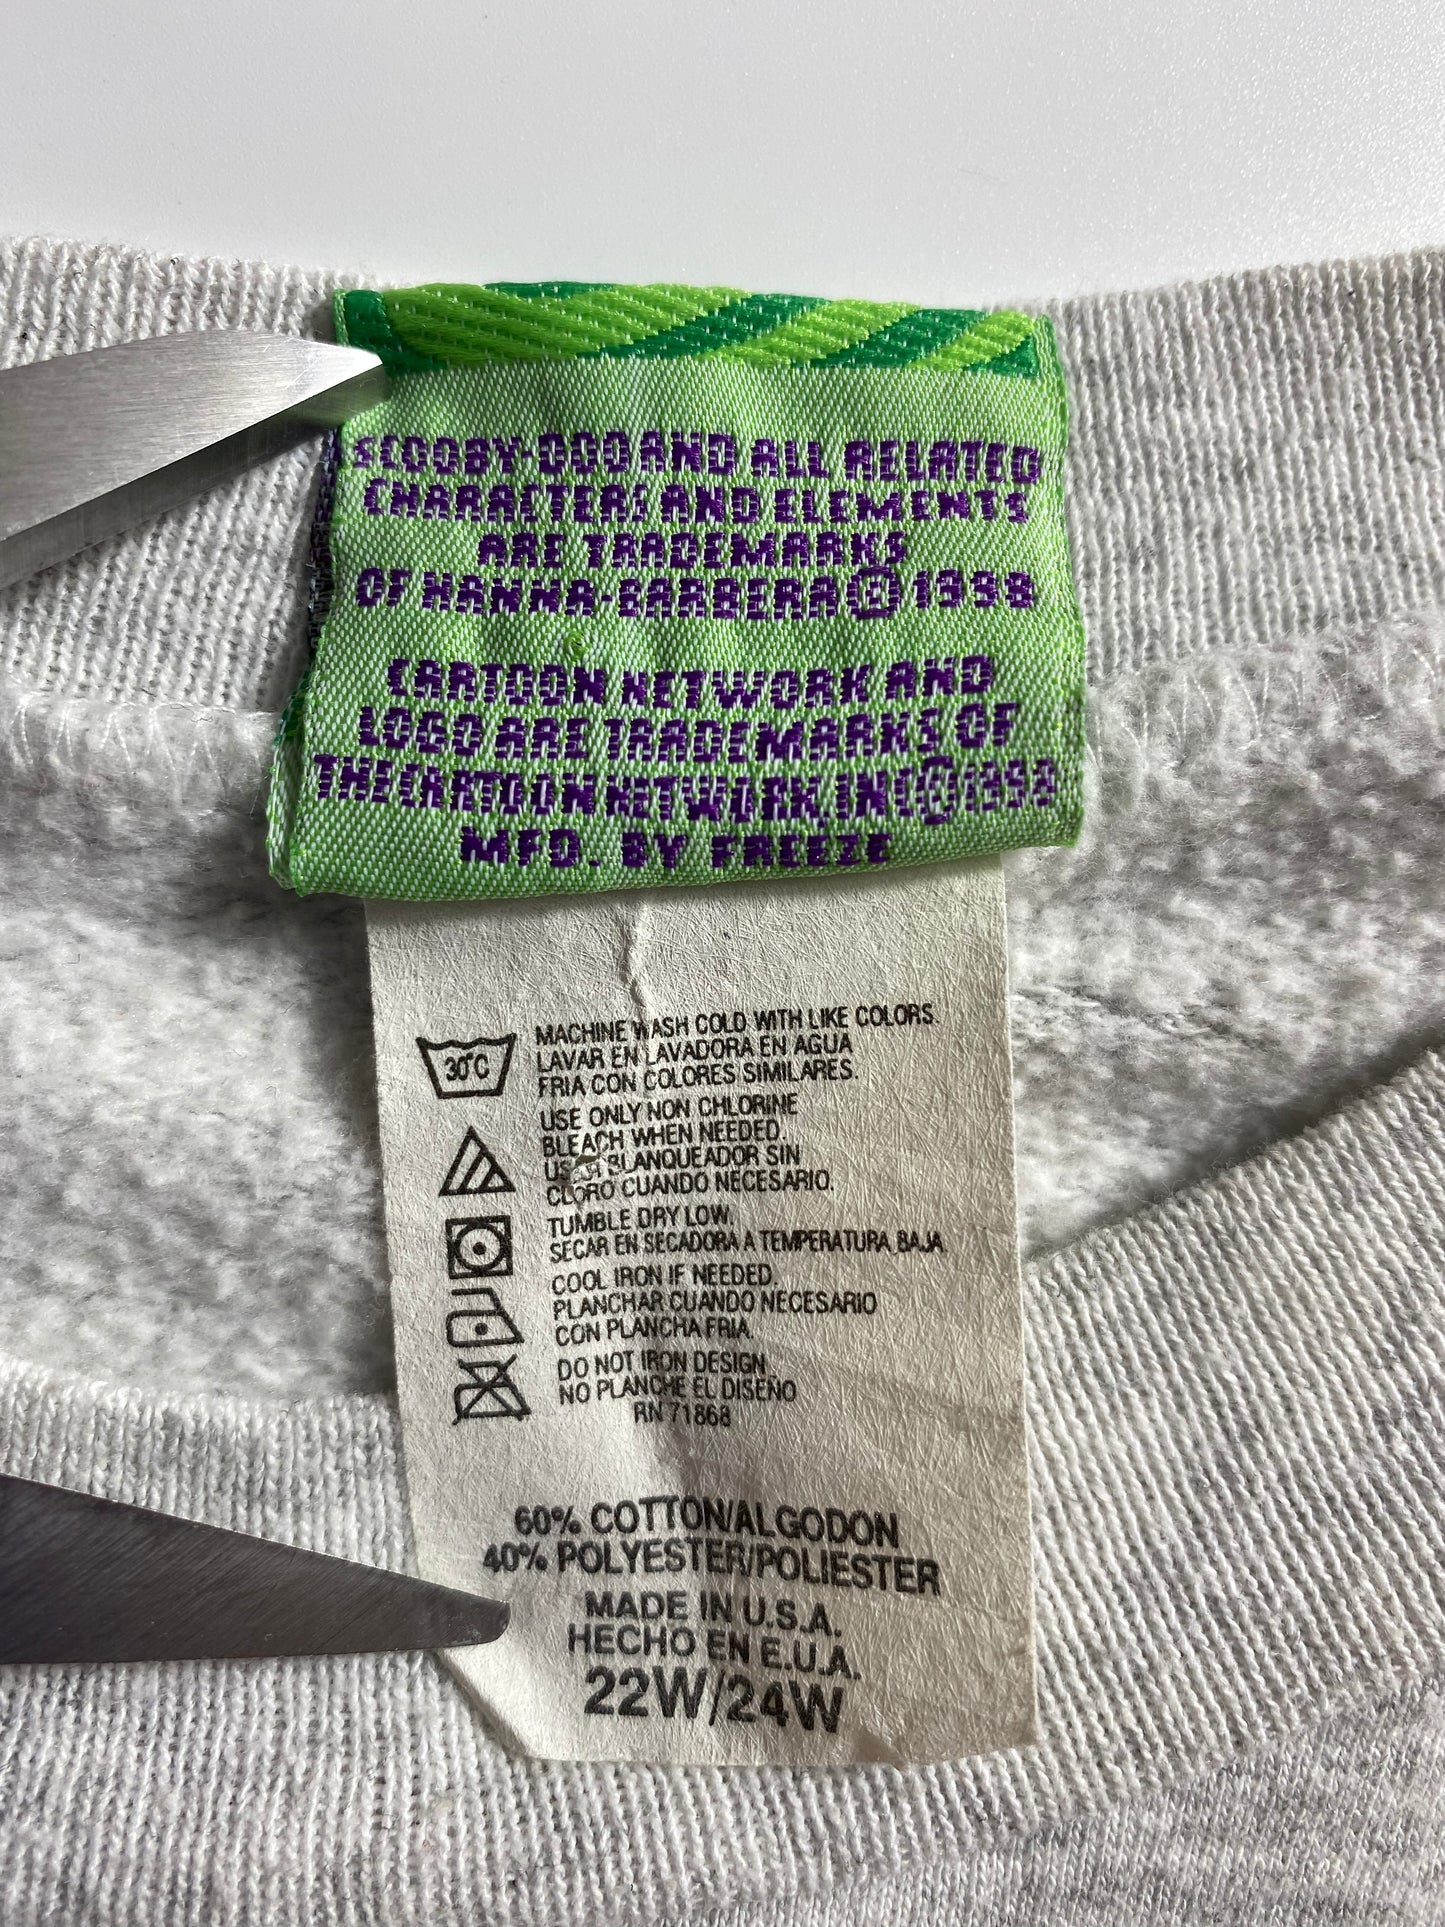 SCOOBY-DOO AND ALL RELATED
CHARACTERS AND ELEMENTS
ARE TRADEMARKS
OF HANNA-BARBERA © 1998
CARTOON NETWORK AND
LOGO ARE TRADEMARKS OF
THE CARTOON NETWORK, INC © 1998
MFD. BY FREEZE
30°C
MACHINE WASH COLD WITH LIKE COLORS.
LAVAR EN LAVADORA EN AGUA
FRIA CON COLORES SIMILARES.
USE ONLY NON CHLORINE
BLEACH WHEN NEEDED.
USAR BLANQUEADOR SIN
CLORO CUANDO NECESARIO.
TUMBLE DRY LOW.
SECAR EN SECADORA A TEMPERATURA BAJA
COOL IRON IF NEEDED.
PLANCHAR CUANDO NECESARIO
CON PLANCHA FRIA.
DO NOT IRON DESIGN
NO PLANCHE EL DISEÑO
RN 71868
60% COTTON/ALGODON
40% POLYESTER/POLIESTER
MADE IN U.S.A.
HECHO EN E.U.A.
22W/24W